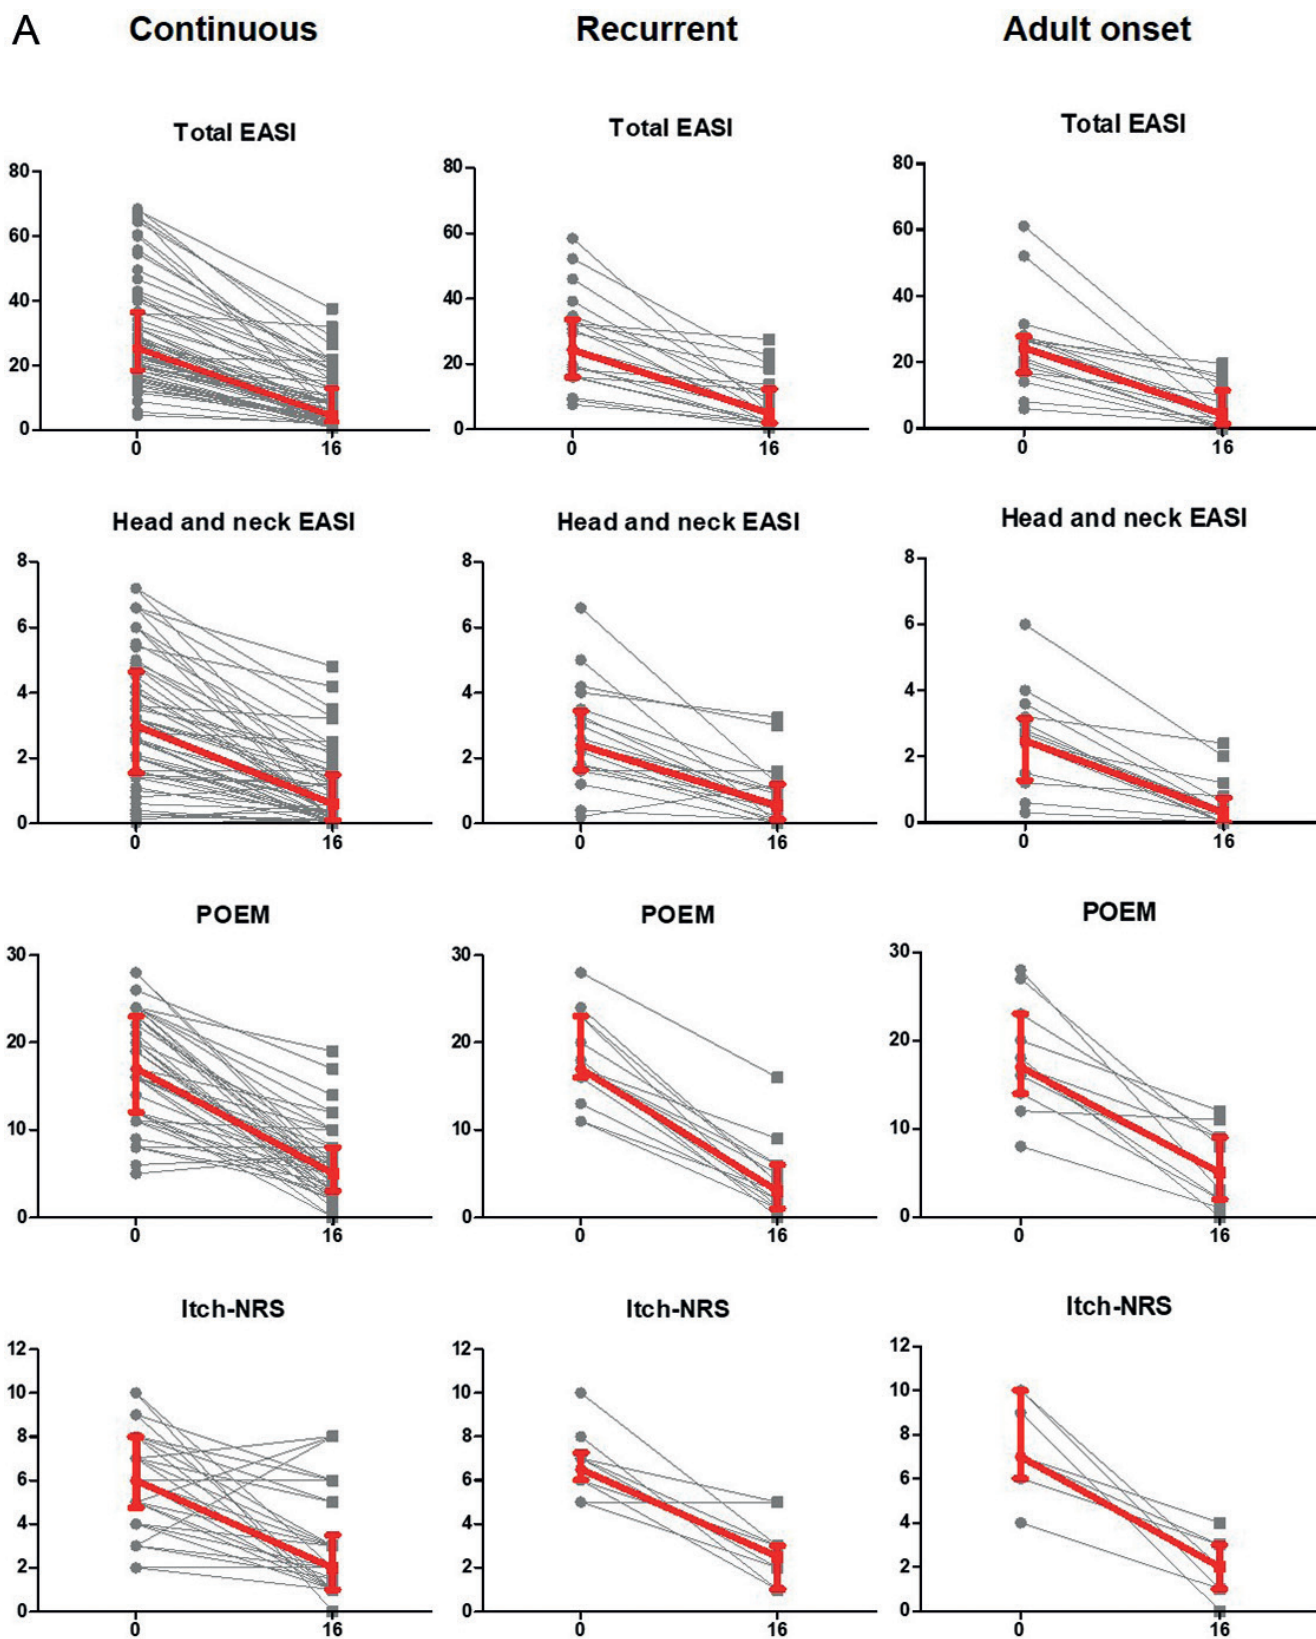 A Continuous Recurrent Adult onset
Total EASI Total EASI Total EASI
80 80 80
60 60 60
40 40 40
20 20 20
0 0 0
0 16 0 16 0 16
Head and neck EASI Head and neck EASI Head and neck EASI
8 8 8
6 6 6
4 4 4
2 2 2
0 0 0
0 16 0 16 0 16
POEM POEM POEM
30 30 30
20 20 20
10 10 10
0 0 0
0 16 0 16 0 16
Itch-NRS Itch-NRS Itch-NRS
12 12 12
10 10 10
8 8 8
6 6 6
4 4 4
2 2 2
0 0 0
0 16 0 16 0 16